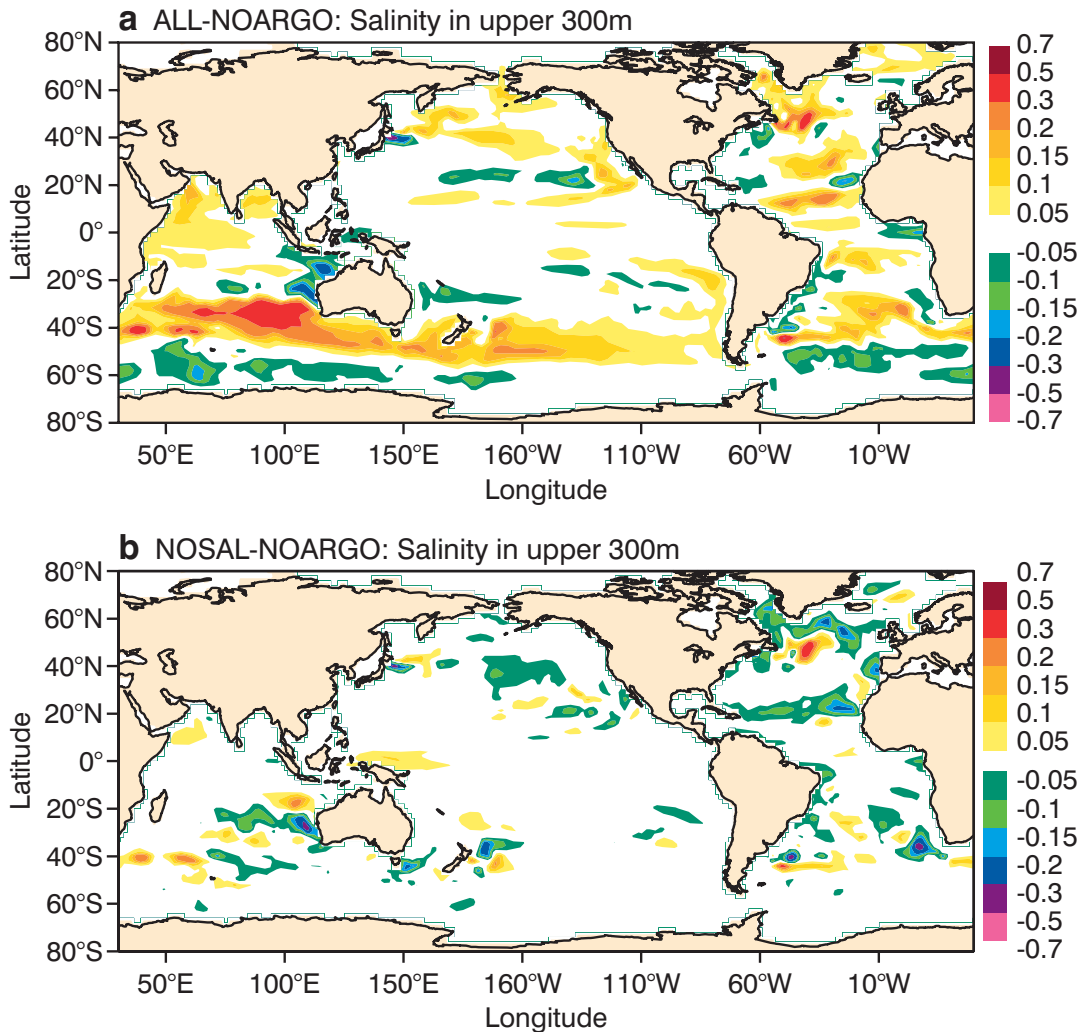 a ALL-NOARGO: Salinity in upper 300m
80°N
60°N
40°N
20°N
0°
20°S
40°S
60°S
80°S
Latitude
50°E 100°E 150°E 160°W 110°W 60°W 10°W
Longitude
0.7
0.5
0.3
0.2
0.15
0.1
0.05
-0.05
-0.1
-0.15
-0.2
-0.3
-0.5
-0.7
b NOSAL-NOARGO: Salinity in upper 300m
80°N
60°N
40°N
20°N
0°
20°S
40°S
60°S
80°S
Latitude
50°E 100°E 150°E 160°W 110°W 60°W 10°W
Longitude
0.7
0.5
0.3
0.2
0.15
0.1
0.05
-0.05
-0.1
-0.15
-0.2
-0.3
-0.5
-0.7